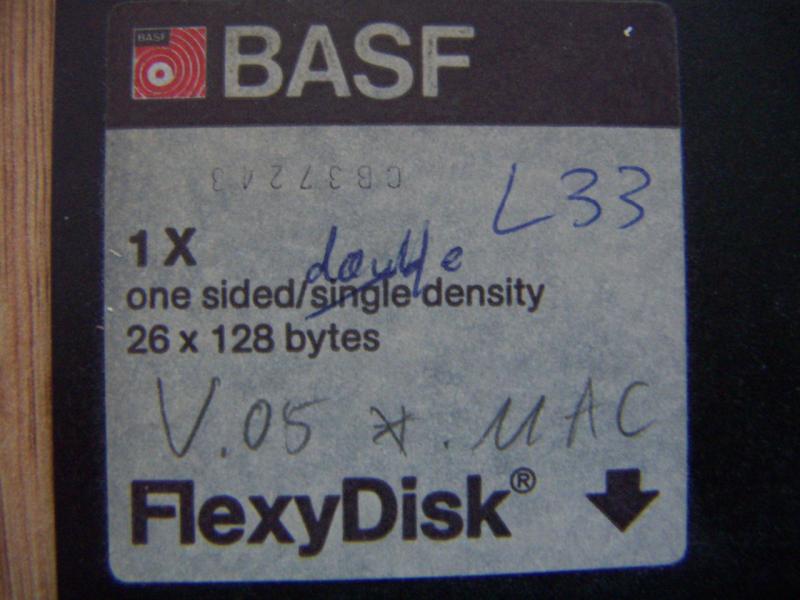 BASF
BASF
CB37243
L33
1X
double
one sided/single density
26 x 128 bytes
V.05 *.MAC
FlexyDisk®